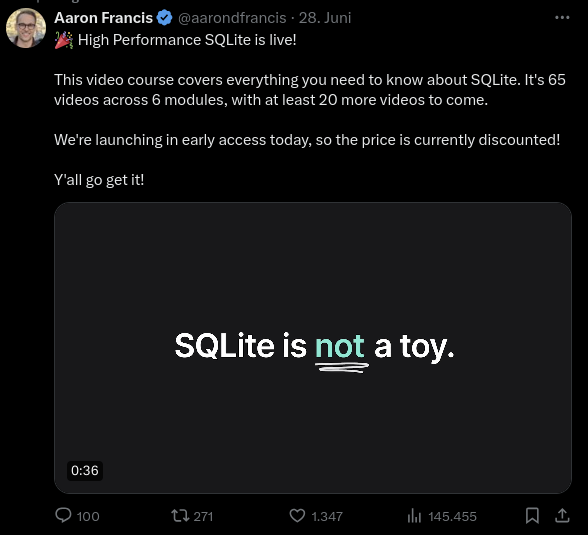 Aaron Francis @aarondfrancis · 28. Juni
🎉 High Performance SQLite is live!
This video course covers everything you need to know about SQLite. It's 65
videos across 6 modules, with at least 20 more videos to come.
We're launching in early access today, so the price is currently discounted!
Y'all go get it!
SQLite is not a toy.
0:36
100 271 1.347 145.455